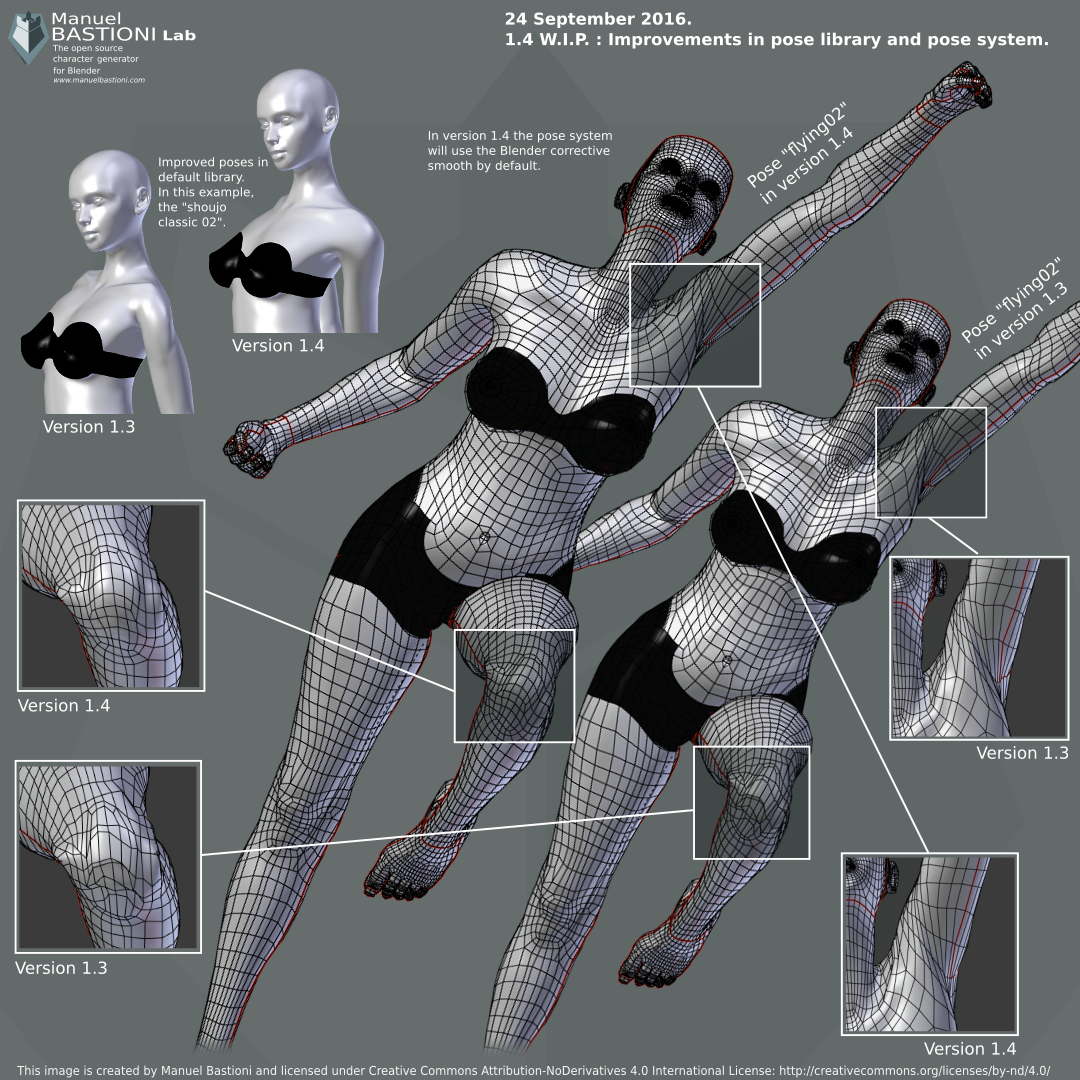 Manuel
BASTIONI Lab
The open source
character generator
for Blender
www.manuelbastioni.com
24 September 2016.
1.4 W.I.P. : Improvements in pose library and pose system.
In version 1.4 the pose system
will use the Blender corrective
smooth by default.
Improved poses in
default library.
In this example,
the "shoujo
classic 02".
Pose "flying02"
in version 1.4
Pose "flying02"
in version 1.3
Version 1.4
Version 1.3
Version 1.4
Version 1.3
Version 1.3
Version 1.4
This image is created by Manuel Bastioni and licensed under Creative Commons Attribution-NoDerivatives 4.0 International License: http://creativecommons.org/licenses/by-nd/4.0/